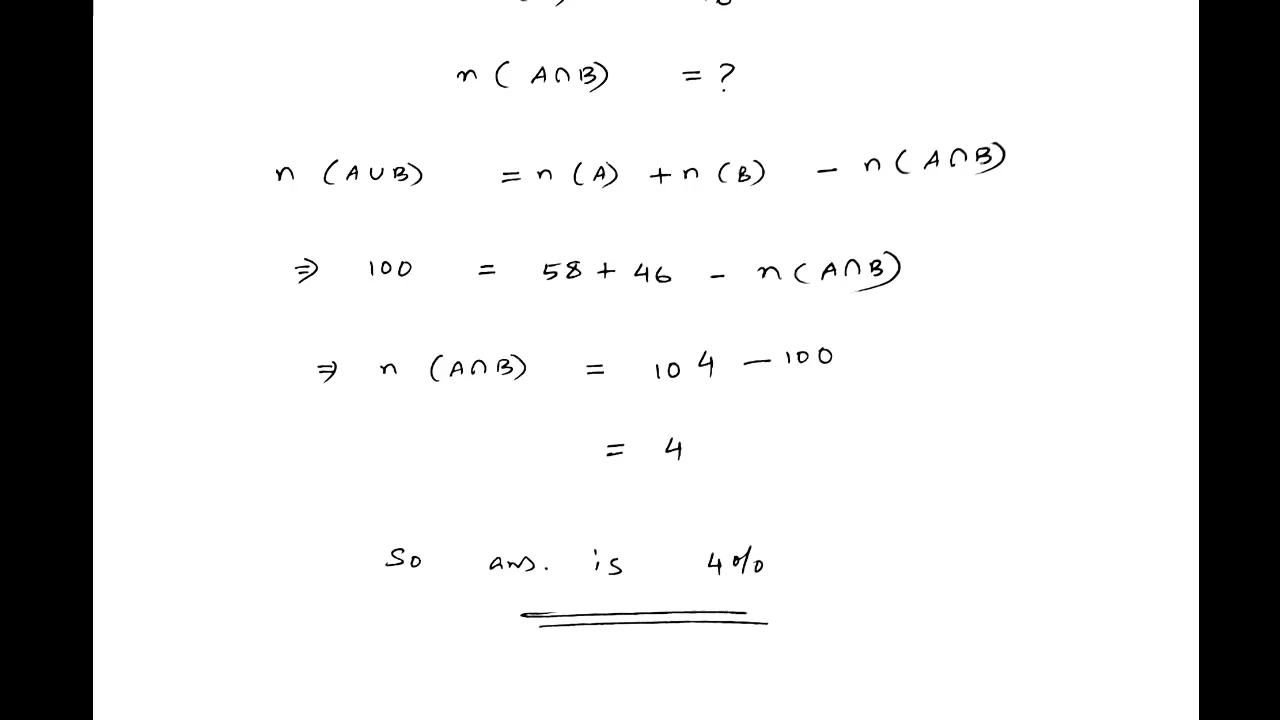 n ( A∩B) = ?
n (A∪B) = n (A) + n (B) - n ( A∩B)
⇒ 100 = 58 + 46 - n ( A∩B)
⇒ n (A∩B) = 104 — 100
= 4
So ans. is 4%